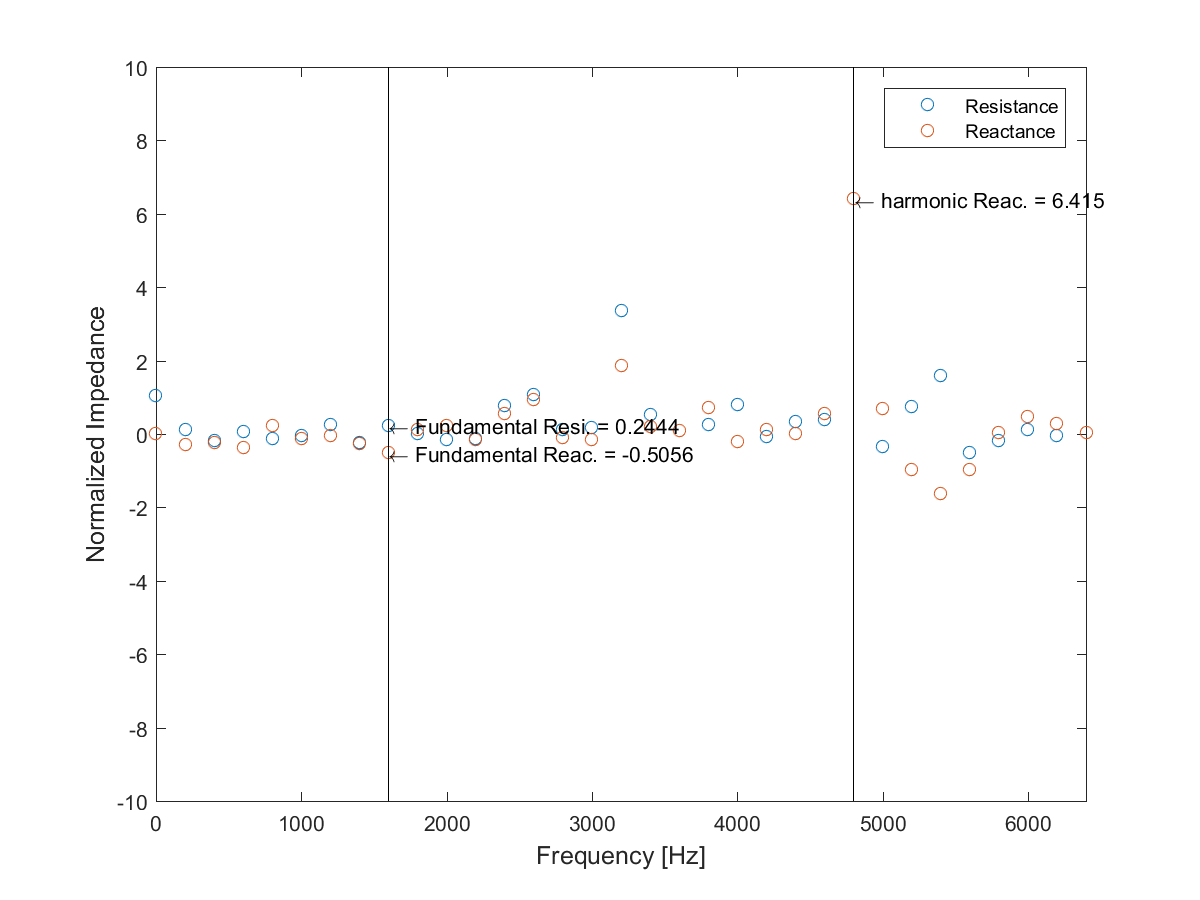 10
8
6
4
2
0
-2
-4
-6
-8
-10
Normalized Impedance
Resistance
Reactance
harmonic Reac. = 6.415
Fundamental Resi. = 0.2444
Fundamental Reac. = -0.5056
0 1000 2000 3000 4000 5000 6000
Frequency [Hz]